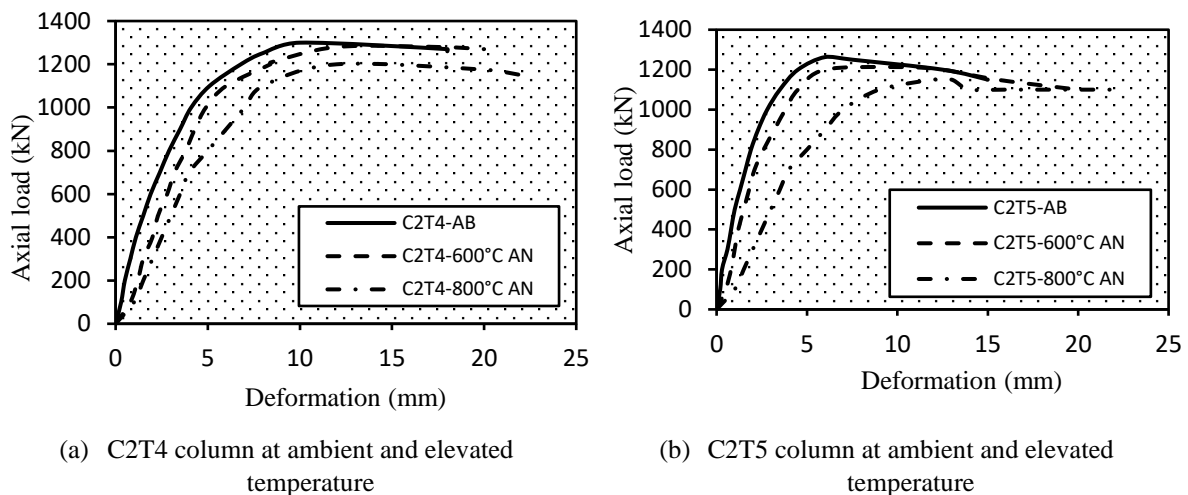 1400
1200
1000
800
600
400
200
0
Axial load (kN)
C2T4-AB
C2T4-600°C AN
C2T4-800°C AN
0 5 10 15 20 25
Deformation (mm)
(a) C2T4 column at ambient and elevated
temperature
1400
1200
1000
800
600
400
200
0
Axial load (kN)
C2T5-AB
C2T5-600°C AN
C2T5-800°C AN
0 5 10 15 20 25
Deformation (mm)
(b) C2T5 column at ambient and elevated
temperature